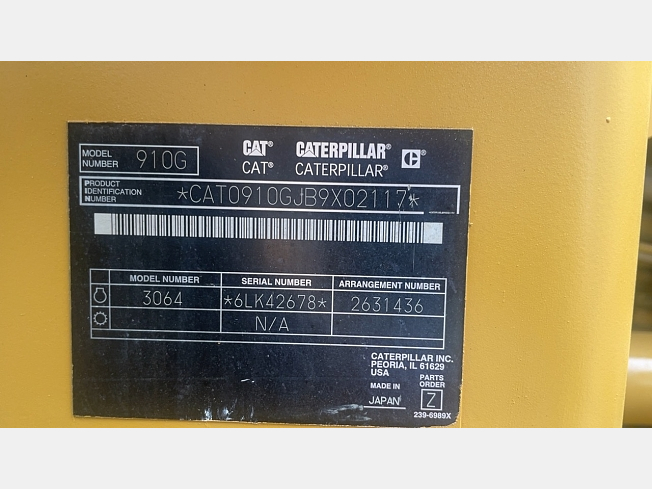 MODEL NUMBER 910G
CAT® CATERPILLAR® C®
CAT® CATERPILLAR®
PRODUCT IDENTIFICATION NUMBER *CAT0910GJB9X02117*
MODEL NUMBER SERIAL NUMBER ARRANGEMENT NUMBER
3064 *6LK42678* 2631436
N/A
CATERPILLAR INC.
PEORIA, IL 61629
USA
PARTS ORDER
MADE IN
JAPAN Z
239-6989X